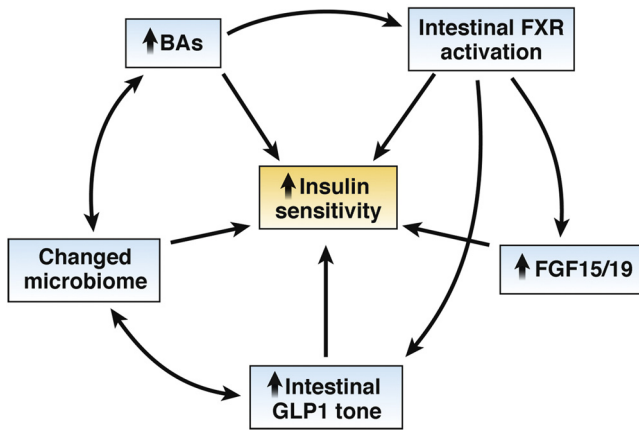 ↑BAs
Intestinal FXR
activation
↑Insulin
sensitivity
Changed
microbiome
↑FGF15/19
↑Intestinal
GLP1 tone